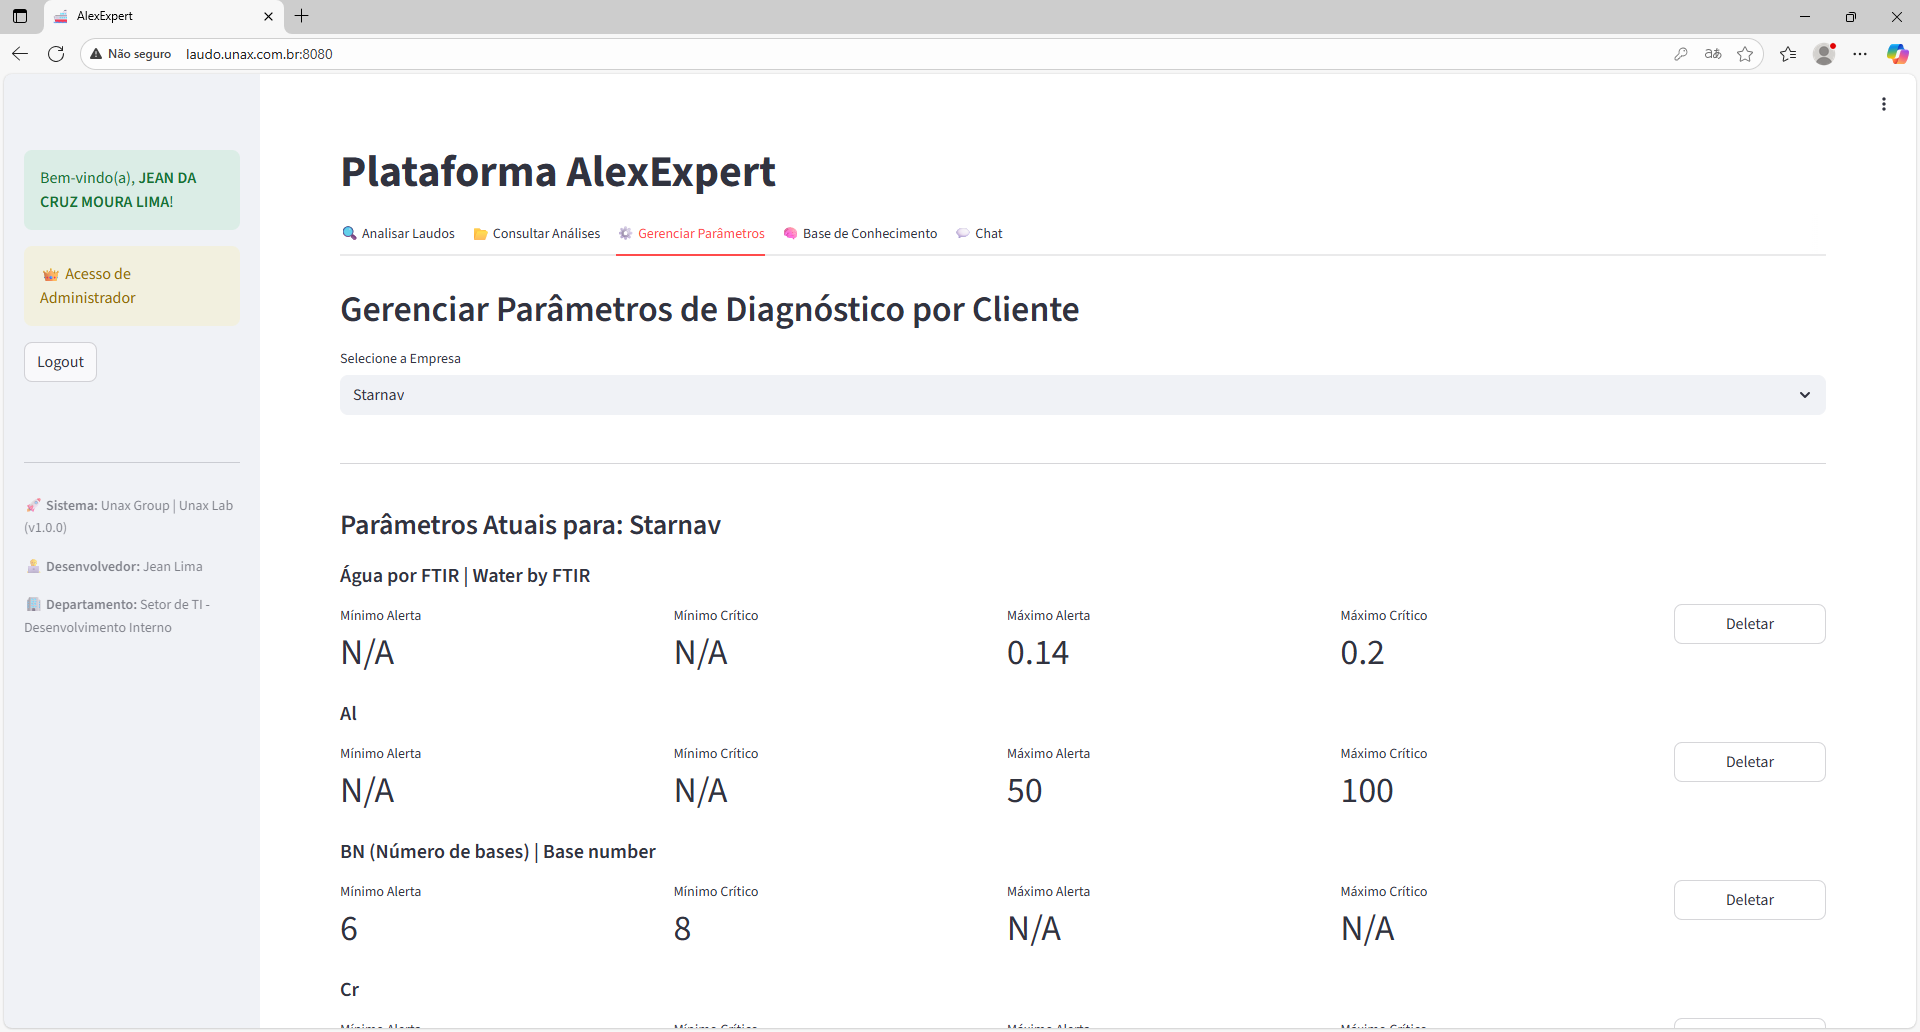 AlexExpert
Não seguro
laudo.unax.com.br:8080
Bem-vindo(a), JEAN DA
CRUZ MOURA LIMA!
Acesso de
Administrador
Logout
Sistema: Unax Group | Unax Lab
(v1.0.0)
Desenvolvedor: Jean Lima
Departamento: Setor de TI -
Desenvolvimento Interno
Plataforma AlexExpert
Analisar Laudos
Consultar Análises
Gerenciar Parâmetros
Base de Conhecimento
Chat
Gerenciar Parâmetros de Diagnóstico por Cliente
Selecione a Empresa
Starnav
Parâmetros Atuais para: Starnav
Água por FTIR | Water by FTIR
Mínimo Alerta
Mínimo Crítico
Máximo Alerta
Máximo Crítico
N/A
N/A
0.14
0.2
Deletar
Al
Mínimo Alerta
Mínimo Crítico
Máximo Alerta
Máximo Crítico
N/A
N/A
50
100
Deletar
BN (Número de bases) | Base number
Mínimo Alerta
Mínimo Crítico
Máximo Alerta
Máximo Crítico
6
8
N/A
N/A
Deletar
Cr